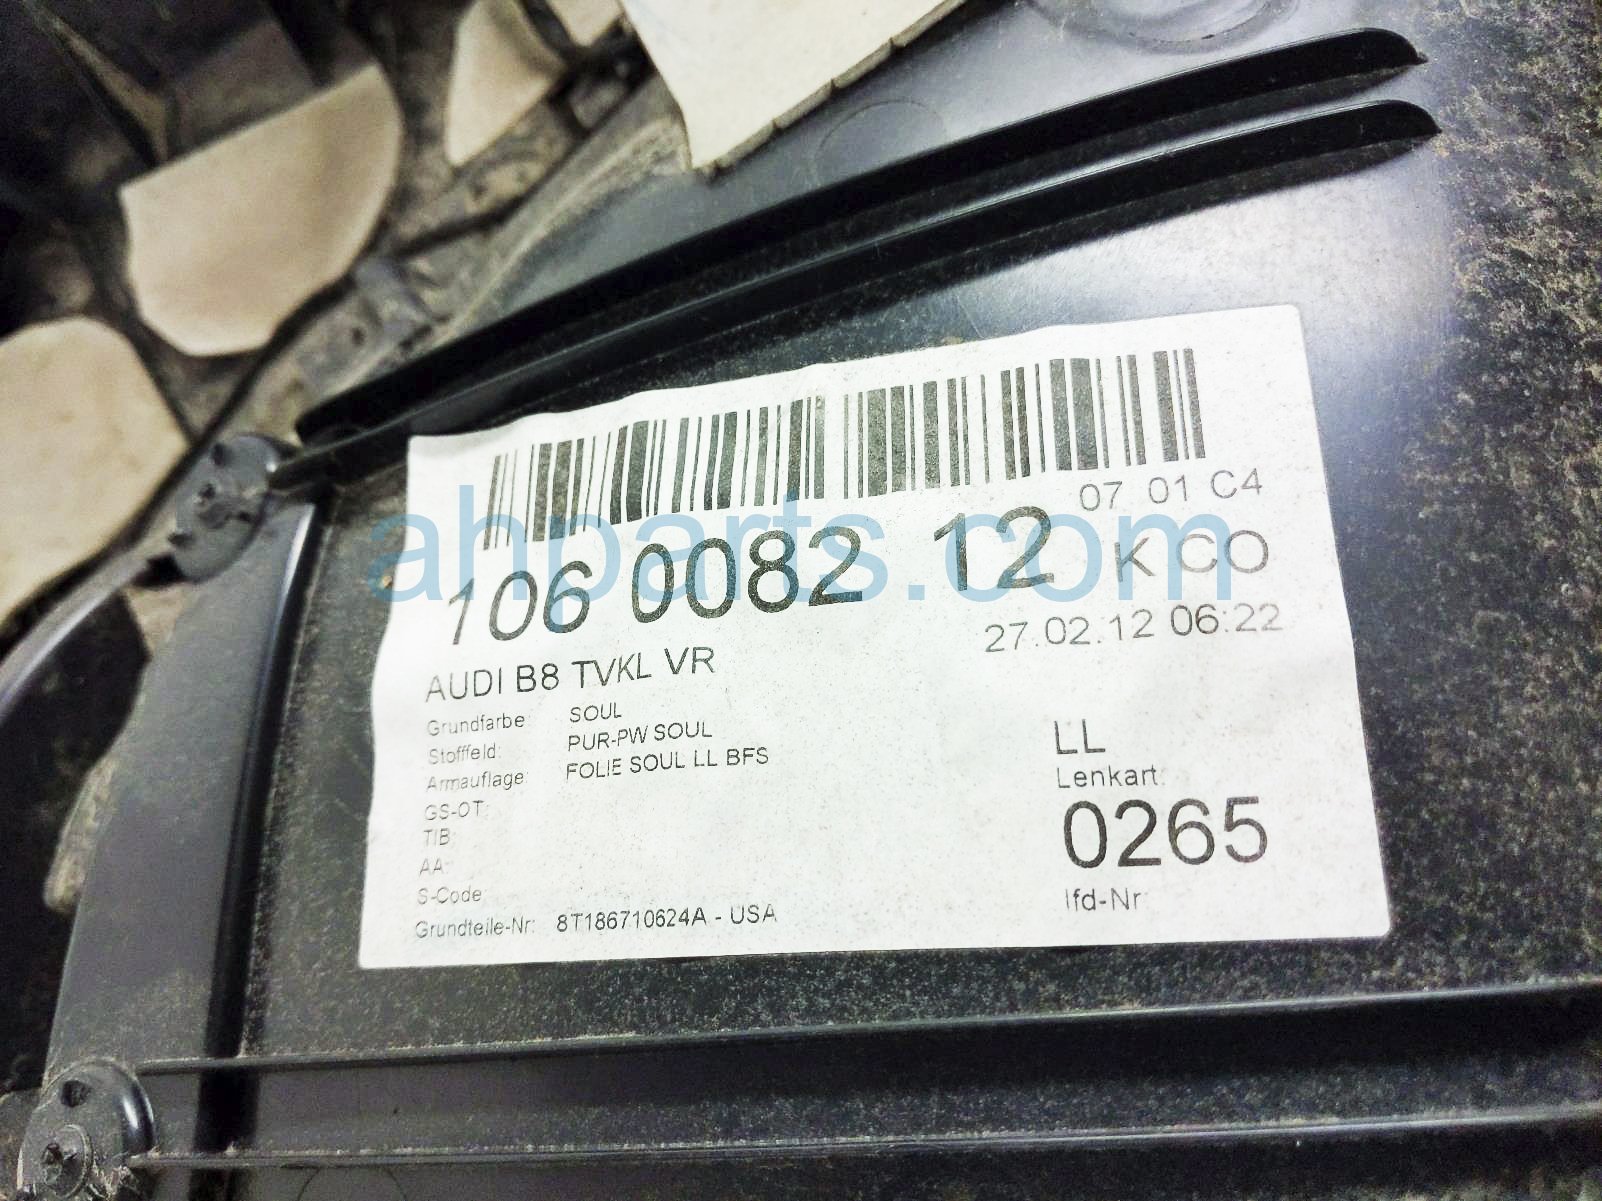 07 01 C4
106 0082 12 K CO
27.02.12 06:22
AUDI B8 TVKL VR
Grundfarbe: SOUL
Stofffeld: PUR-PW SOUL
Armauflage: FOLIE SOUL LL BFS
GS-OT:
TIB:
AA:
S-Code
Grundteile-Nr: 8T186710624A - USA
LL
Lenkart:
0265
lfd-Nr:
ahparts.com